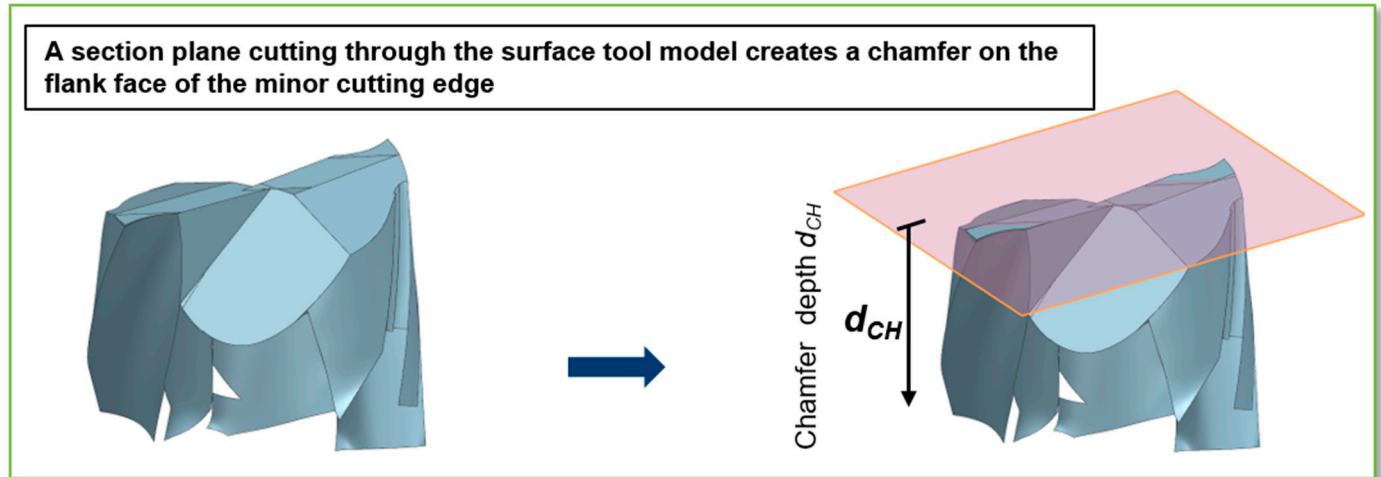 A section plane cutting through the surface tool model creates a chamfer on the
flank face of the minor cutting edge
Chamfer depth dCH
dCH